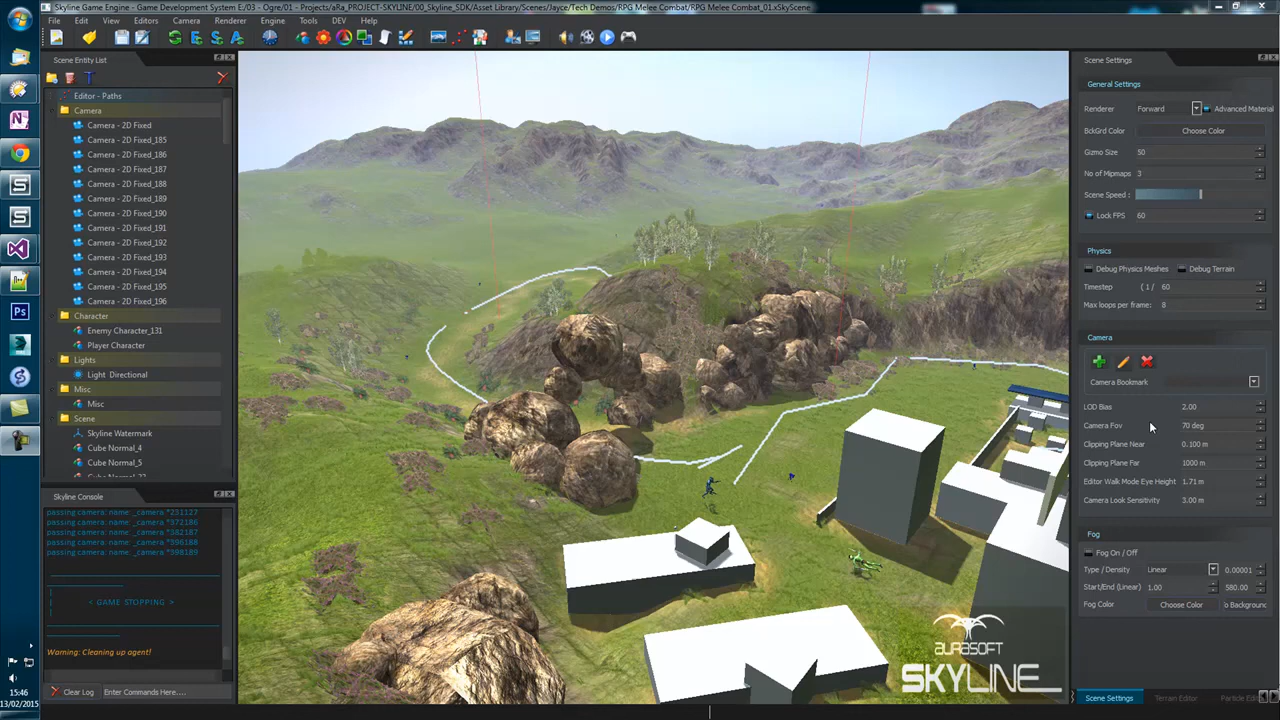 Skyline Game Engine - Game Development System E/03 - Ogre/01 - Projects/aRa_PROJECT-SKYLINE/00_Skyline_SDK/Asset Library/Scenes/Jayce/Tech Demos/RPG Melee Combat/RPG Melee Combat_01.xSkyScene
File Edit View Editors Camera Renderer Engine Tools DEV Help
Scene Entity List
Editor - Paths
Camera
Camera - 2D Fixed
Camera - 2D Fixed_185
Camera - 2D Fixed_186
Camera - 2D Fixed_187
Camera - 2D Fixed_188
Camera - 2D Fixed_189
Camera - 2D Fixed_190
Camera - 2D Fixed_191
Camera - 2D Fixed_192
Camera - 2D Fixed_193
Camera - 2D Fixed_194
Camera - 2D Fixed_195
Camera - 2D Fixed_196
Character
Enemy Character_131
Player Character
Lights
Light Directional
Misc
Misc
Scene
Skyline Watermark
Cube Normal_4
Cube Normal_5
Skyline Console
passing camera: name: _camera *231127
passing camera: name: _camera *372186
passing camera: name: _camera *582187
passing camera: name: _camera *596188
passing camera: name: _camera *598189
< GAME STOPPING >
Warning: Cleaning up agent!
Clear Log Enter Commands Here....
15:46
13/02/2015
aurasoft
SKYLINE
Scene Settings
General Settings
Renderer Forward Advanced Material
BckGrd Color Choose Color
Gizmo Size 50
No of Mipmaps 3
Scene Speed :
Lock FPS 60
Physics
Debug Physics Meshes Debug Terrain
Timestep ( 1 / 60
Max loops per frame: 8
Camera
Camera Bookmark
LOD Bias 2.00
Camera Fov 70 deg
Clipping Plane Near 0.100 m
Clipping Plane Far 1000 m
Editor Walk Mode Eye Height 1.71 m
Camera Look Sensitivity 3.00 m
Fog
Fog On / Off
Type / Density Linear 0.00001
Start/End (Linear) 1.00 580.00
Fog Color Choose Color o Background
Scene Settings Terrain Editor Particle Edi